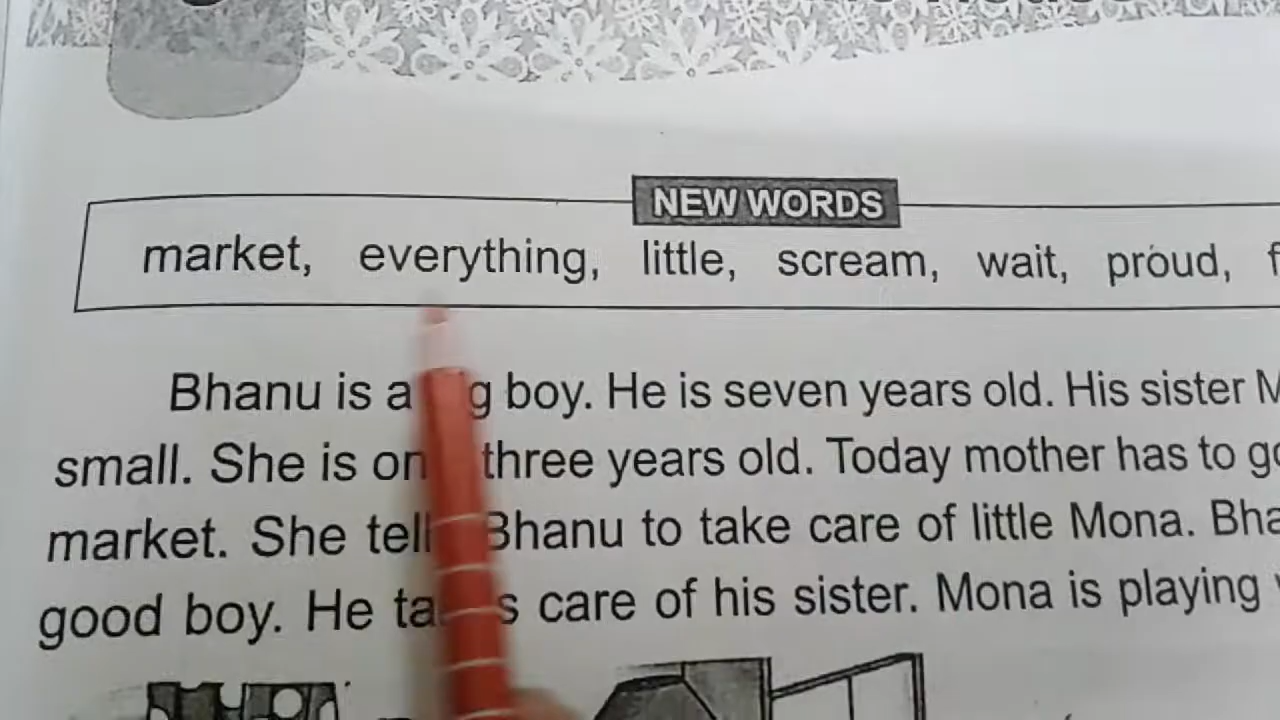 NEW WORDS
market, everything, little, scream, wait, proud,
Bhanu is a boy. He is seven years old. His sister
small. She is three years old. Today mother has to
market. She Bhanu to take care of little Mona.
good boy. He care of his sister. Mona is playing